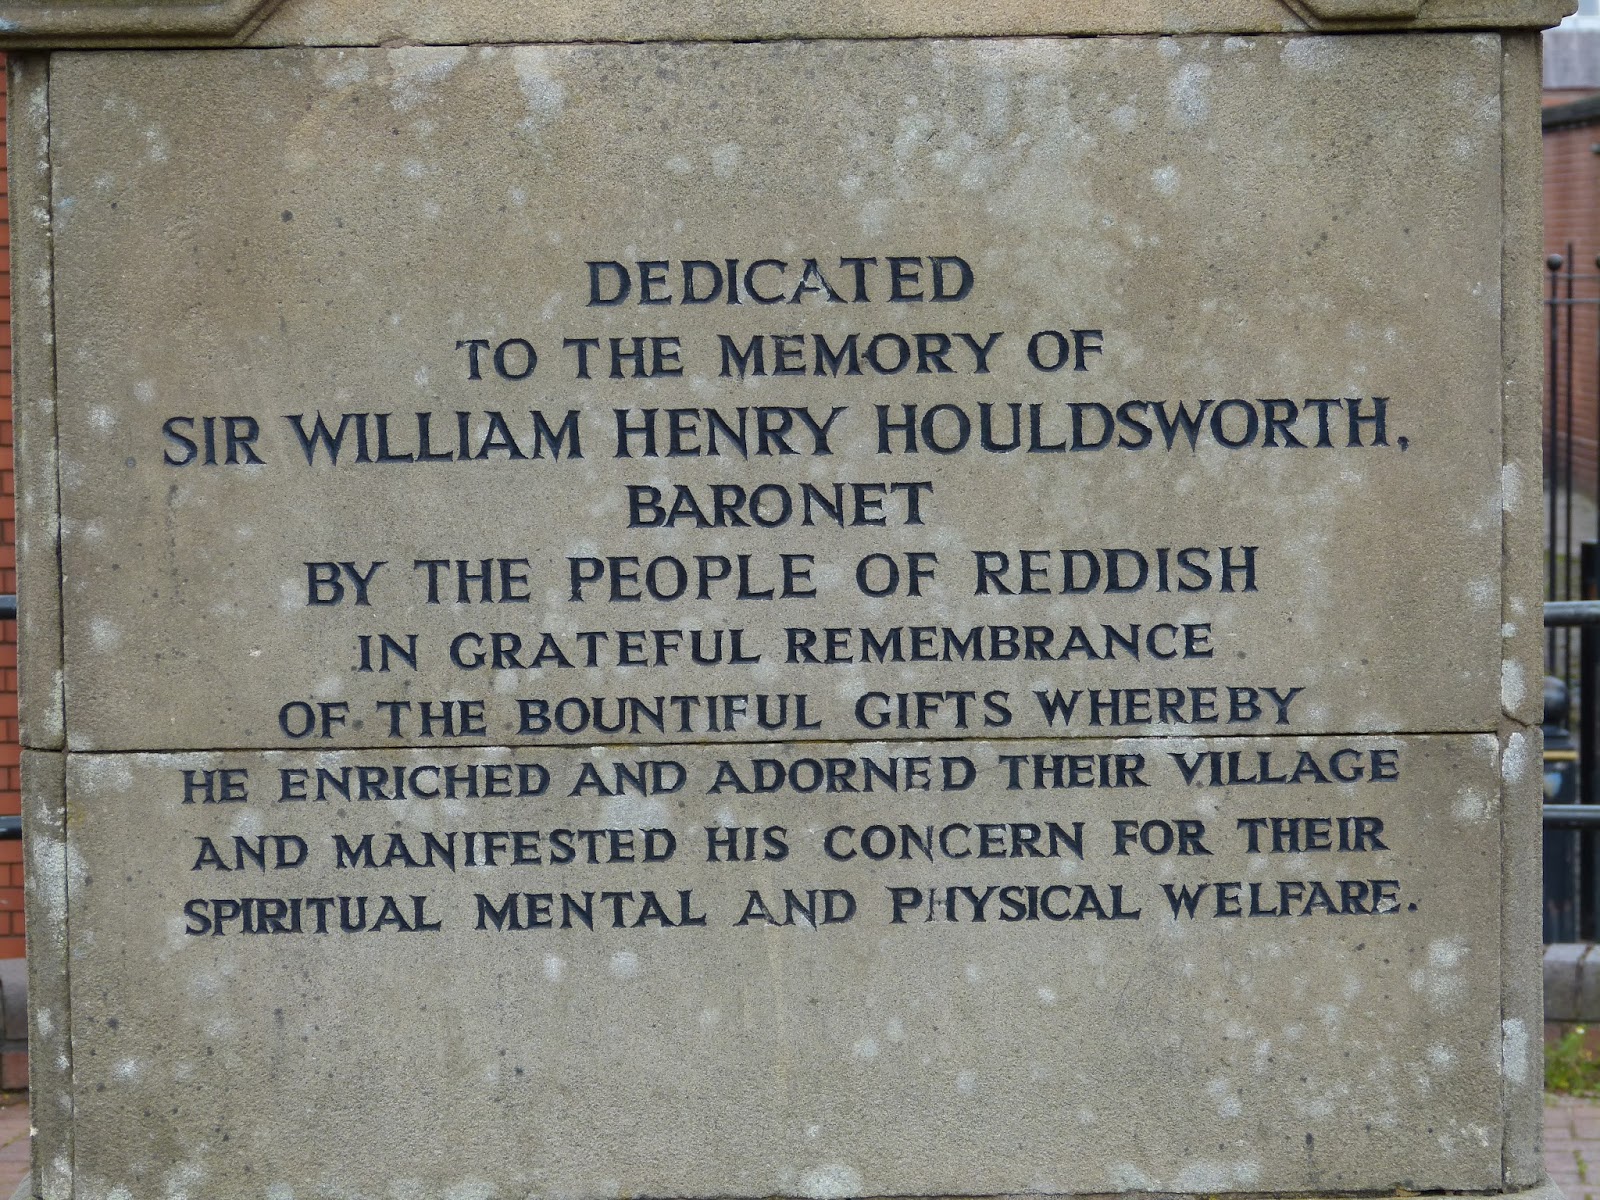 DEDICATED
TO THE MEMORY OF
SIR WILLIAM HENRY HOULDSWORTH,
BARONET
BY THE PEOPLE OF REDDISH
IN GRATEFUL REMEMBRANCE
OF THE BOUNTIFUL GIFTS WHEREBY
HE ENRICHED AND ADORNED THEIR VILLAGE
AND MANIFESTED HIS CONCERN FOR THEIR
SPIRITUAL MENTAL AND PHYSICAL WELFARE.